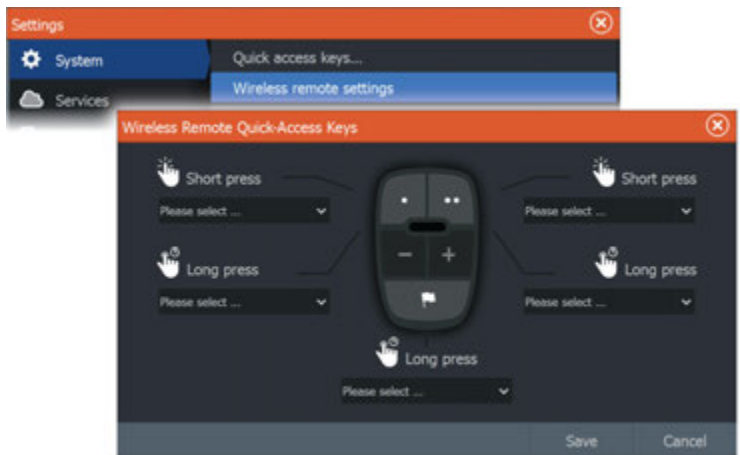 Settings
System
Quick access keys...
Wireless remote settings
Services
Wireless Remote Quick-Access Keys
Short press
Short press
Please select ...
Please select ...
Long press
Long press
Please select ...
Please select ...
Long press
Please select ...
Save
Cancel